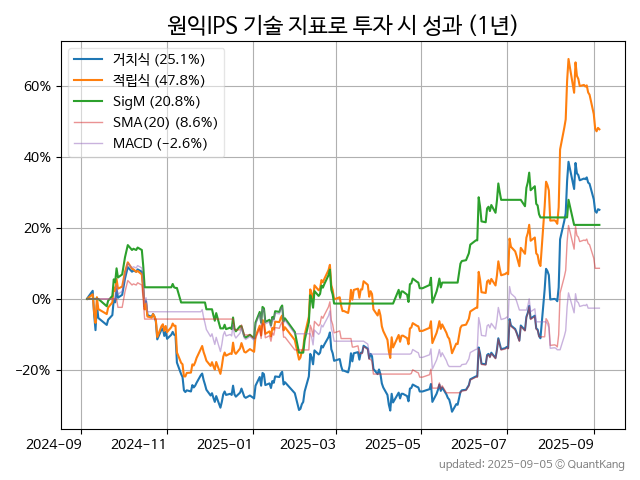 원익IPS 기술 지표로 투자 시 성과 (1년)
거치식 (25.1%)
적립식 (47.8%)
SigM (20.8%)
SMA(20) (8.6%)
MACD (−2.6%)
60%
40%
20%
0%
−20%
2024-09 2024-11 2025-01 2025-03 2025-05 2025-07 2025-09
updated: 2025-09-05 © QuantKang